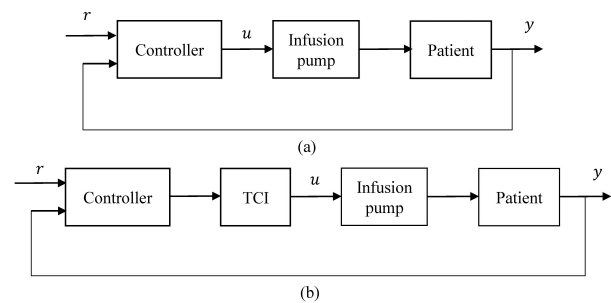 r
u
y
Controller
Infusion
pump
Patient
(a)
r
u
y
Controller
TCI
Infusion
pump
Patient
(b)